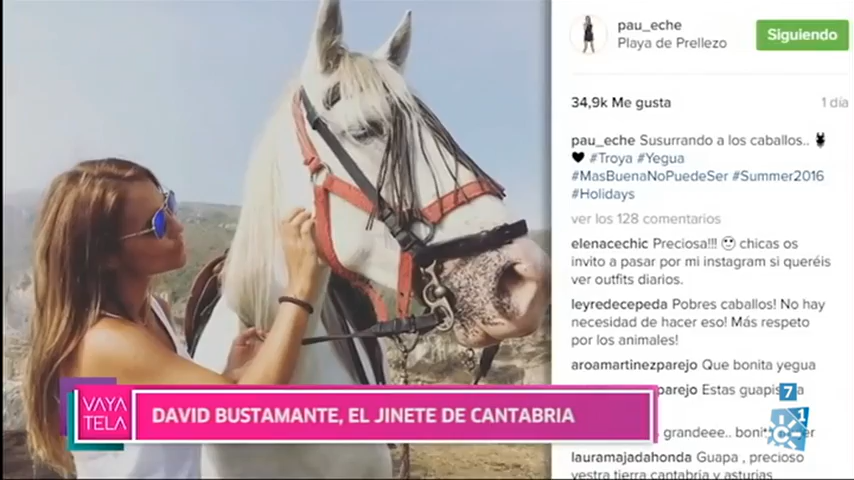 pau_eche
Playa de Prellezo
Siguiendo
34,9k Me gusta
1 día
pau_eche Susurrando a los caballos..
#Troya #Yegua
#MasBuenaNoPuedeSer #Summer2016
#Holidays
ver los 128 comentarios
elenacechic Preciosa!!! chicas os
invito a pasar por mi instagram si queréis
ver outfits diarios.
leyredecepeda Pobres caballos! No hay
necesidad de hacer eso! Más respeto
por los animales!
aroamartinezparejo Que bonita yegua
parejo Estas guapis
grandeee.. bonit
lauramajadahonda Guapa , precioso
vestra tierra cantabria y asturias
VAYA
TELA
DAVID BUSTAMANTE, EL JINETE DE CANTABRIA
7
1